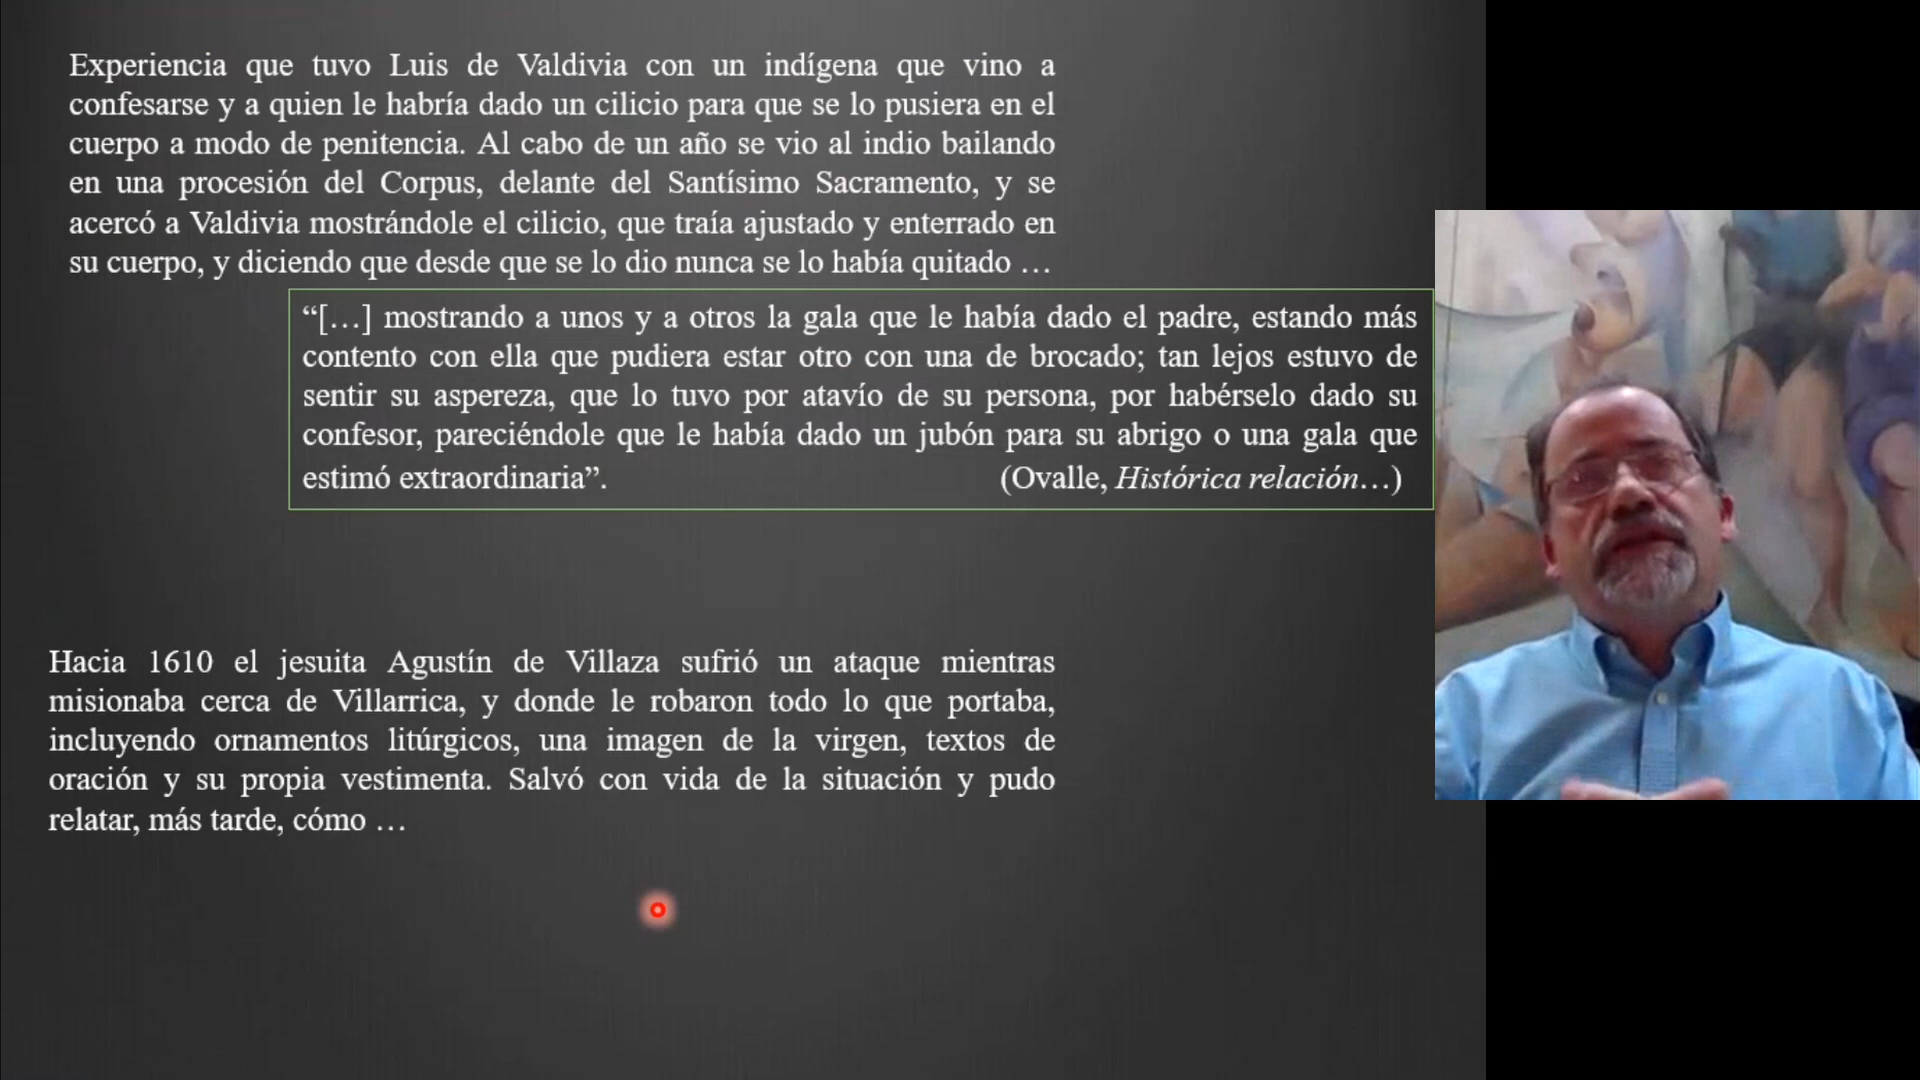 Experiencia que tuvo Luis de Valdivia con un indígena que vino a
confesarse y a quien le habría dado un cilicio para que se lo pusiera en el
cuerpo a modo de penitencia. Al cabo de un año se vio al indio bailando
en una procesión del Corpus, delante del Santísimo Sacramento, y se
acercó a Valdivia mostrándole el cilicio, que traía ajustado y enterrado en
su cuerpo, y diciendo que desde que se lo dio nunca se lo había quitado …
“[…] mostrando a unos y a otros la gala que le había dado el padre, estando más
contento con ella que pudiera estar otro con una de brocado; tan lejos estuvo de
sentir su aspereza, que lo tuvo por atavío de su persona, por habérselo dado su
confesor, pareciéndole que le había dado un jubón para su abrigo o una gala que
estimó extraordinaria”. (Ovalle, Histórica relación…)
Hacia 1610 el jesuita Agustín de Villaza sufrió un ataque mientras
misionaba cerca de Villarrica, y donde le robaron todo lo que portaba,
incluyendo ornamentos litúrgicos, una imagen de la virgen, textos de
oración y su propia vestimenta. Salvó con vida de la situación y pudo
relatar, más tarde, cómo …